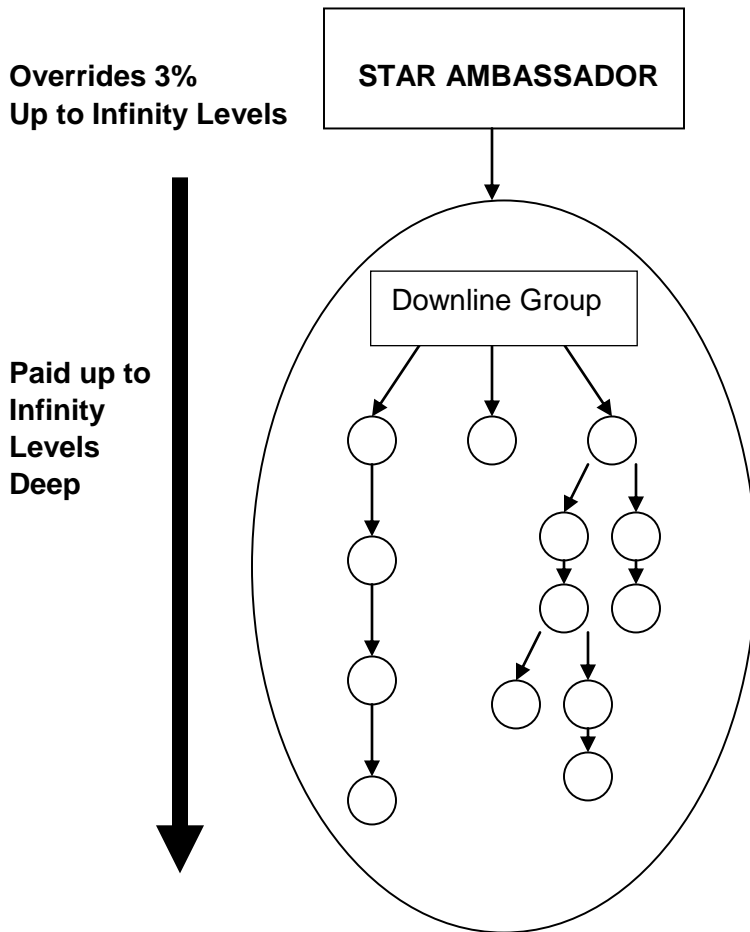 Overrides 3%
Up to Infinity Levels
STAR AMBASSADOR
Downline Group
Paid up to
Infinity
Levels
Deep